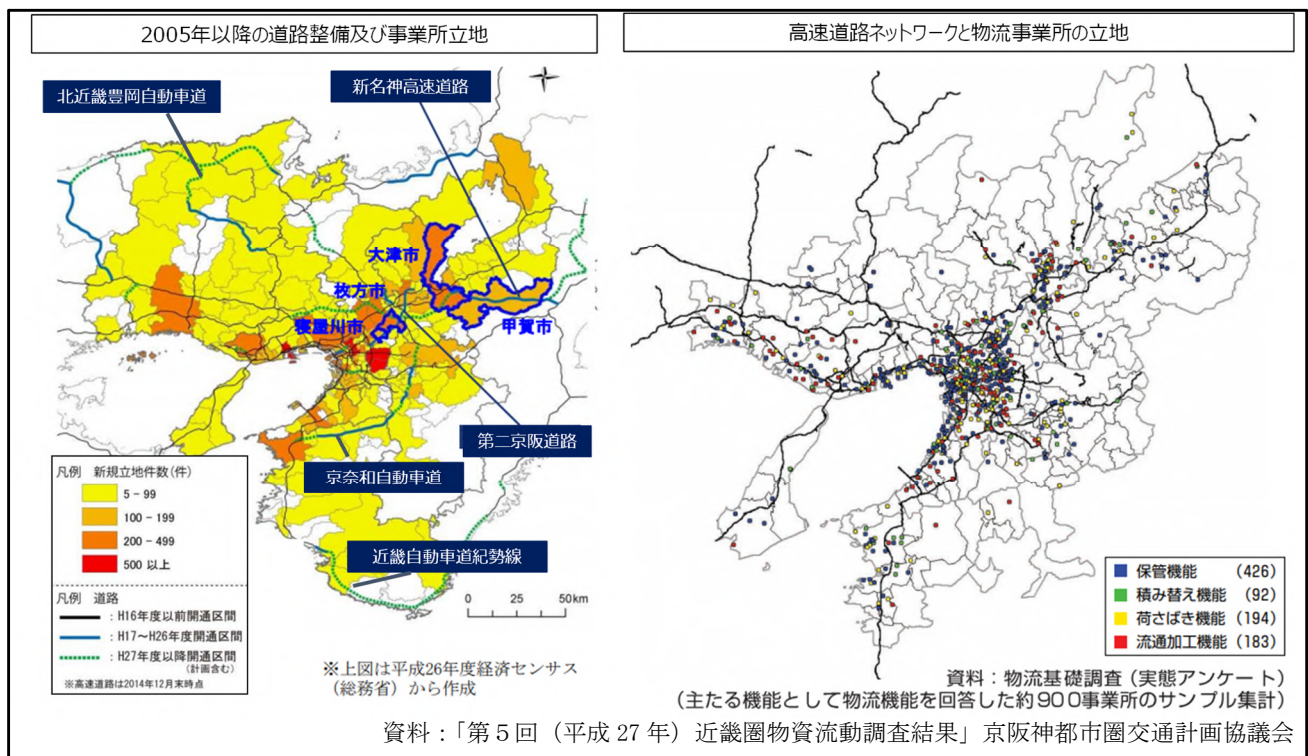 2005年以降の道路整備及び事業所立地
北近畿豊岡自動車道
新名神高速道路
大津市
枚方市
寝屋川市
甲賀市
第二京阪道路
京奈和自動車道
近畿自動車道紀勢線
凡例 新規立地件数(件)
5 - 99
100 - 199
200 - 499
500 以上
凡例 道路
：H16年度以前開通区間
：H17～H26年度開通区間
：H27年度以降開通区間
(計画含む)
※高速道路は2014年12月末時点
0 25 50km
※上図は平成26年度経済センサス
（総務省）から作成
高速道路ネットワークと物流事業所の立地
保管機能 (426)
積み替え機能 (92)
荷さばき機能 (194)
流通加工機能 (183)
資料：物流基礎調査（実態アンケート）
（主たる機能として物流機能を回答した約900事業所のサンプル集計）
資料：「第５回（平成 27 年）近畿圏物資流動調査結果」京阪神都市圏交通計画協議会